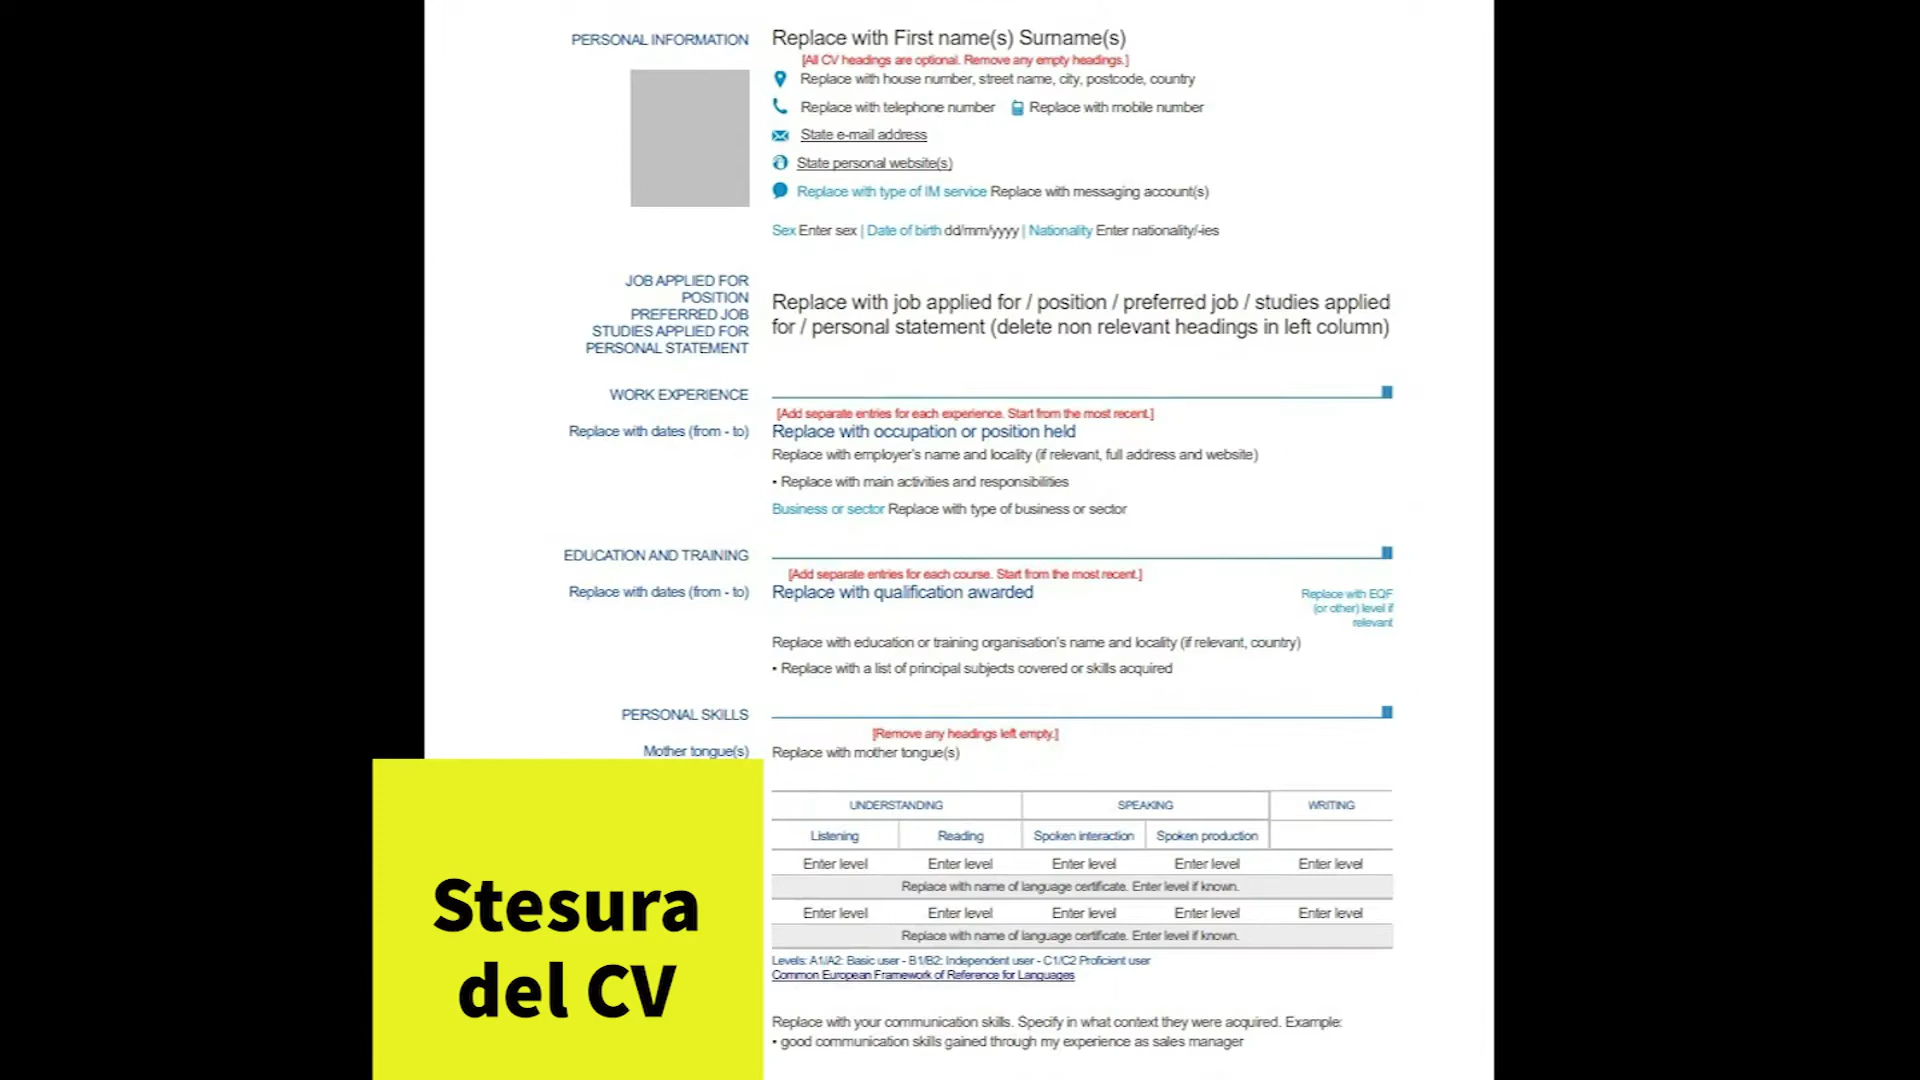 PERSONAL INFORMATION
Replace with First name(s) Surname(s)
[All CV headings are optional. Remove any empty headings.]
Replace with house number, street name, city, postcode, country
Replace with telephone number Replace with mobile number
State e-mail address
State personal website(s)
Replace with type of IM service Replace with messaging account(s)
Sex Enter sex | Date of birth dd/mm/yyyy | Nationality Enter nationality/-ies
JOB APPLIED FOR
POSITION
PREFERRED JOB
STUDIES APPLIED FOR
PERSONAL STATEMENT
Replace with job applied for / position / preferred job / studies applied
for / personal statement (delete non relevant headings in left column)
WORK EXPERIENCE
[Add separate entries for each experience. Start from the most recent.]
Replace with dates (from - to) Replace with occupation or position held
Replace with employer's name and locality (if relevant, full address and website)
• Replace with main activities and responsibilities
Business or sector Replace with type of business or sector
EDUCATION AND TRAINING
[Add separate entries for each course. Start from the most recent.]
Replace with dates (from - to) Replace with qualification awarded
Replace with EQF
(or other) level if
relevant
Replace with education or training organisation's name and locality (if relevant, country)
• Replace with a list of principal subjects covered or skills acquired
PERSONAL SKILLS
[Remove any headings left empty.]
Mother tongue(s) Replace with mother tongue(s)
UNDERSTANDING SPEAKING WRITING
Listening Reading Spoken interaction Spoken production
Enter level Enter level Enter level Enter level Enter level
Replace with name of language certificate. Enter level if known.
Enter level Enter level Enter level Enter level Enter level
Replace with name of language certificate. Enter level if known.
Levels: A1/A2: Basic user - B1/B2: Independent user - C1/C2 Proficient user
Common European Framework of Reference for Languages
Replace with your communication skills. Specify in what context they were acquired. Example:
• good communication skills gained through my experience as sales manager
Stesura
del CV